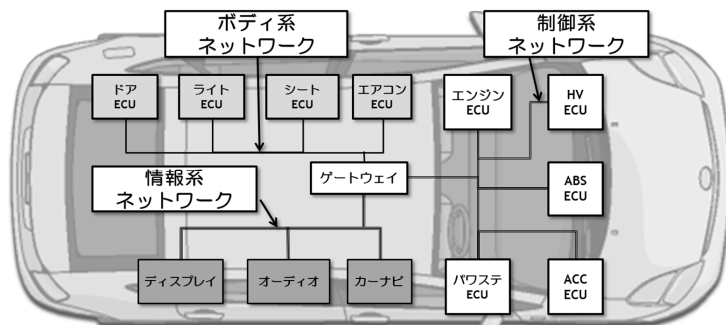 ボディ系
ネットワーク
制御系
ネットワーク
ドア
ECU
ライト
ECU
シート
ECU
エアコン
ECU
エンジン
ECU
HV
ECU
情報系
ネットワーク
ゲートウェイ
ABS
ECU
ディスプレイ
オーディオ
カーナビ
パワステ
ECU
ACC
ECU